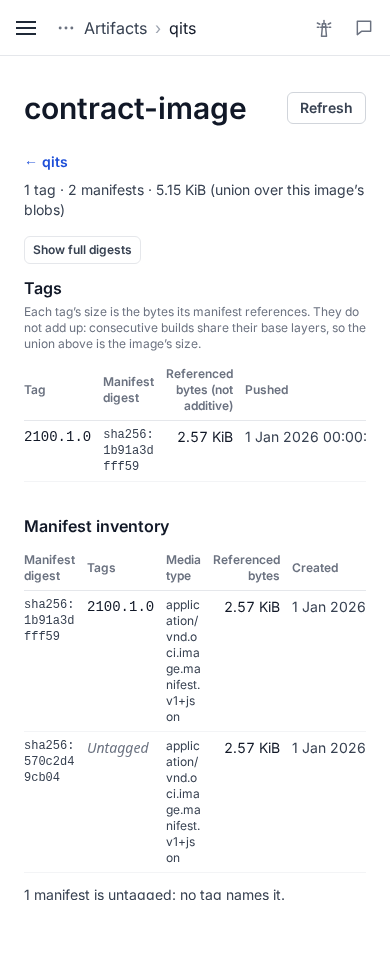 ··· Artifacts › qits
contract-image
Refresh
← qits
1 tag · 2 manifests · 5.15 KiB (union over this image's
blobs)
Show full digests
Tags
Each tag's size is the bytes its manifest references. They do
not add up: consecutive builds share their base layers, so the
union above is the image's size.
Tag
Manifest
digest
Referenced
bytes (not
additive)
Pushed
2100.1.0
sha256:
1b91a3d
fff59
2.57 KiB
1 Jan 2026 00:00:
Manifest inventory
Manifest
digest
Tags
Media
type
Referenced
bytes
Created
sha256:
1b91a3d
fff59
2100.1.0
applic
ation/
vnd.o
ci.ima
ge.ma
nifest.
v1+js
on
2.57 KiB
1 Jan 2026
sha256:
570c2d4
9cb04
Untagged
applic
ation/
vnd.o
ci.ima
ge.ma
nifest.
v1+js
on
2.57 KiB
1 Jan 2026
1 manifest is untagged: no tag names it.